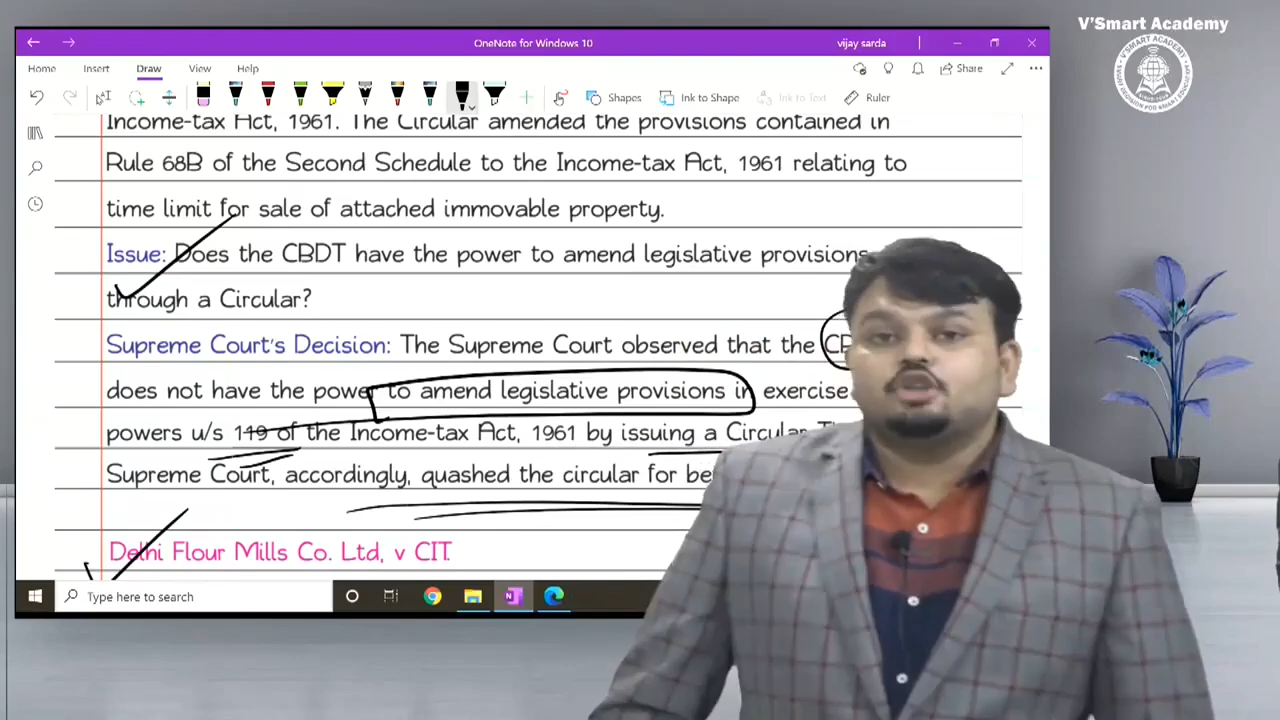 V'Smart Academy
OneNote for Windows 10
vijay sarda
Home Insert Draw View Help
Share
Shapes Ink to Shape Ink to Text Ruler
Income-tax Act, 1961. The Circular amended the provisions contained in
Rule 68B of the Second Schedule to the Income-tax Act, 1961 relating to
time limit for sale of attached immovable property.
Issue: Does the CBDT have the power to amend legislative provisions
through a Circular?
Supreme Court's Decision: The Supreme Court observed that the
does not have the power to amend legislative provisions in exercise
powers u/s 119 of the Income-tax Act, 1961 by issuing a Circular
Supreme Court, accordingly, quashed the circular for
Delhi Flour Mills Co. Ltd, v CIT.
Type here to search